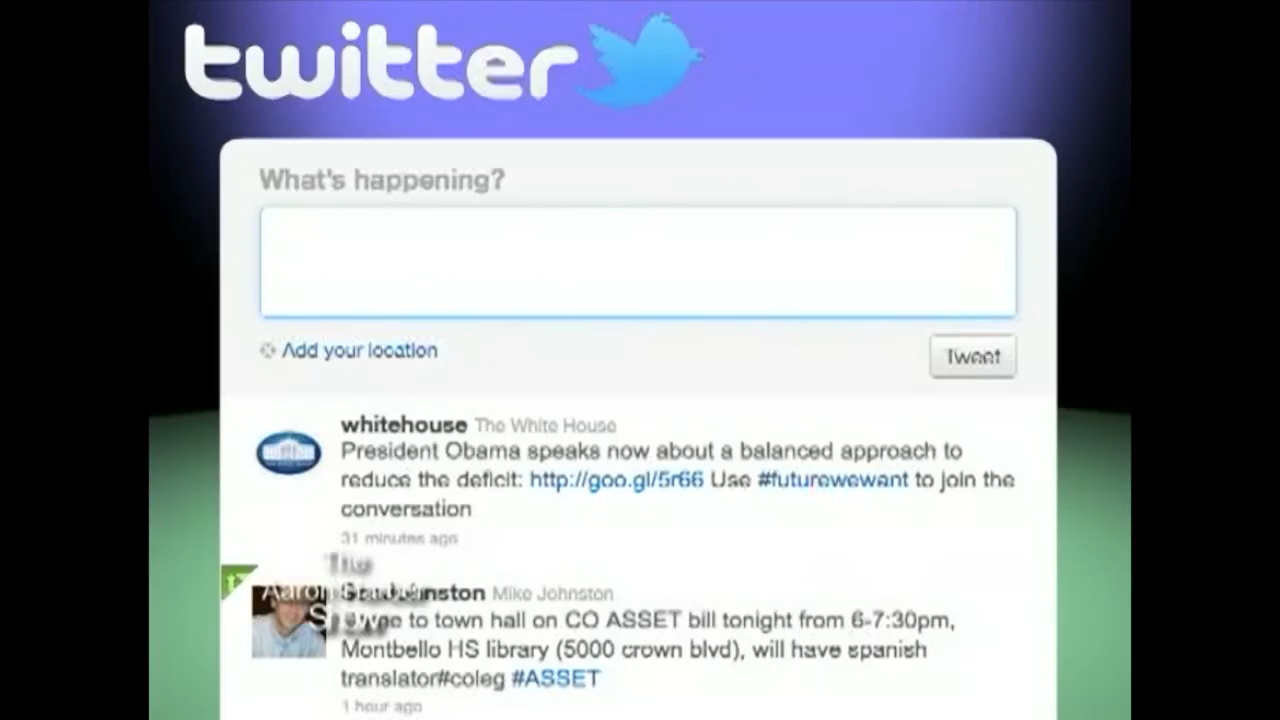 twitter
What's happening?
Add your location
Tweet
whitehouse The White House
President Obama speaks now about a balanced approach to
reduce the deficit: http://goo.gl/5r66 Use #futurewewant to join the
conversation
31 minutes ago
The
Aaron
nston Mike Johnston
to town hall on CO ASSET bill tonight from 6-7:30pm,
Montbello HS library (5000 crown blvd), will have spanish
translator#coleg #ASSET
1 hour ago